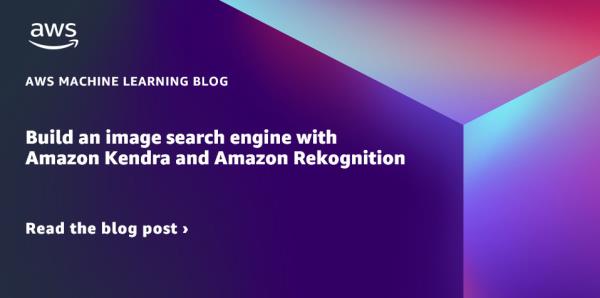 aws
AWS MACHINE LEARNING BLOG
Build an image search engine with
Amazon Kendra and Amazon Rekognition
Read the blog post ›